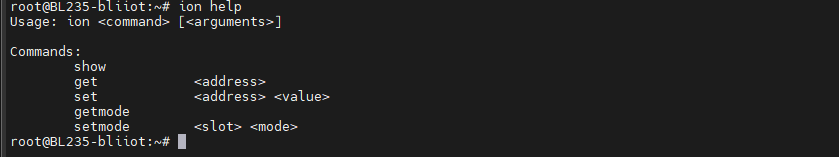 root@BL235-bliiot:~# ion help
Usage: ion <command> [<arguments>]
Commands:
show
get <address>
set <address> <value>
getmode
setmode <slot> <mode>
root@BL235-bliiot:~#